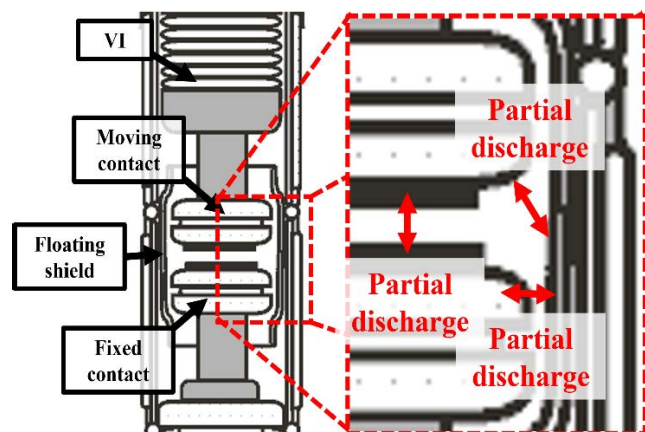 VI
Moving
contact
Floating
shield
Fixed
contact
Partial
discharge
Partial
discharge
Partial
discharge